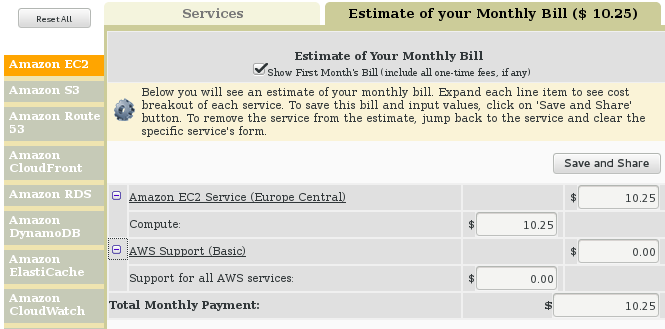 Reset All
Services
Estimate of your Monthly Bill ($ 10.25)
Amazon EC2
Amazon S3
Amazon Route
53
Amazon
CloudFront
Amazon RDS
Amazon
DynamoDB
Amazon
ElastiCache
Amazon
CloudWatch
Estimate of Your Monthly Bill
Show First Month's Bill (include all one-time fees, if any)
Below you will see an estimate of your monthly bill. Expand each line item to see cost
breakout of each service. To save this bill and input values, click on 'Save and Share'
button. To remove the service from the estimate, jump back to the service and clear the
specific service's form.
Save and Share
Amazon EC2 Service (Europe Central) $ 10.25
Compute: $ 10.25
AWS Support (Basic) $ 0.00
Support for all AWS services: $ 0.00
Total Monthly Payment: $ 10.25